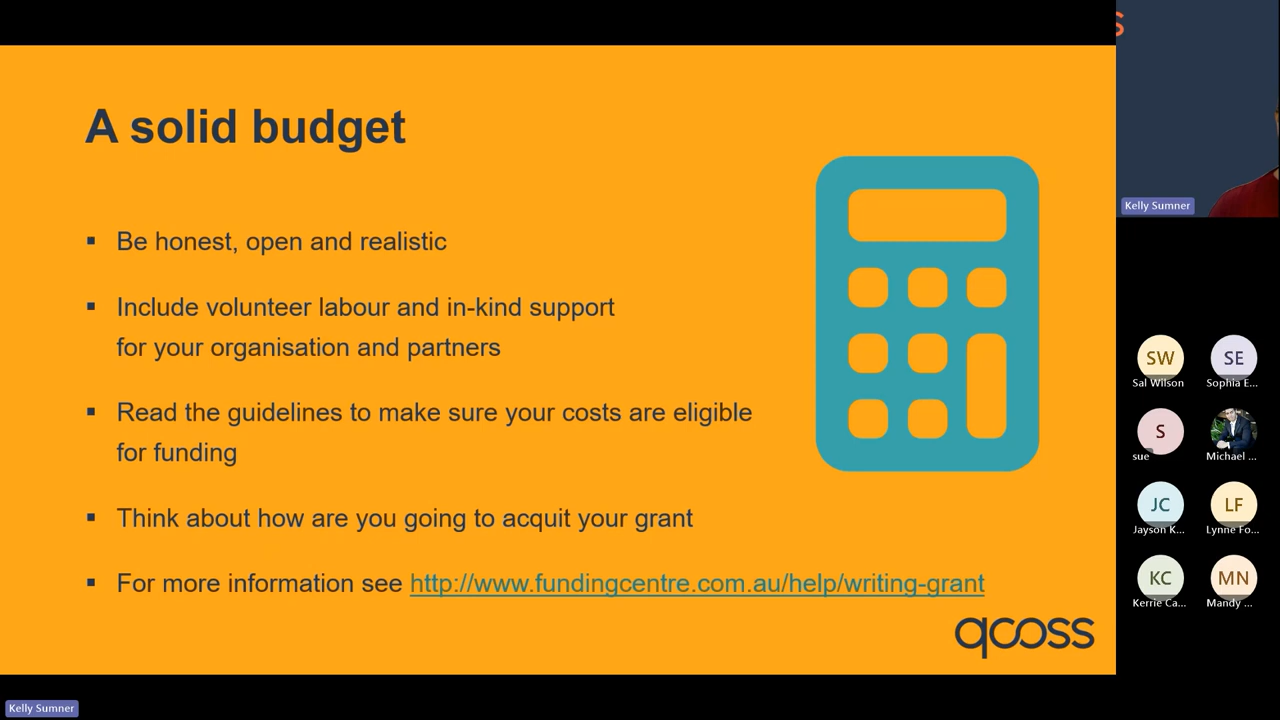 A solid budget
Be honest, open and realistic
Include volunteer labour and in-kind support
for your organisation and partners
Read the guidelines to make sure your costs are eligible
for funding
Think about how are you going to acquit your grant
For more information see http://www.fundingcentre.com.au/help/writing-grant
qcoss
Kelly Sumner
S
Kelly Sumner
SW
SE
Sal Wilson
Sophia E...
S
sue
Michael ...
JC
LF
Jayson K...
Lynne Fo...
KC
MN
Kerrie Ca...
Mandy ...